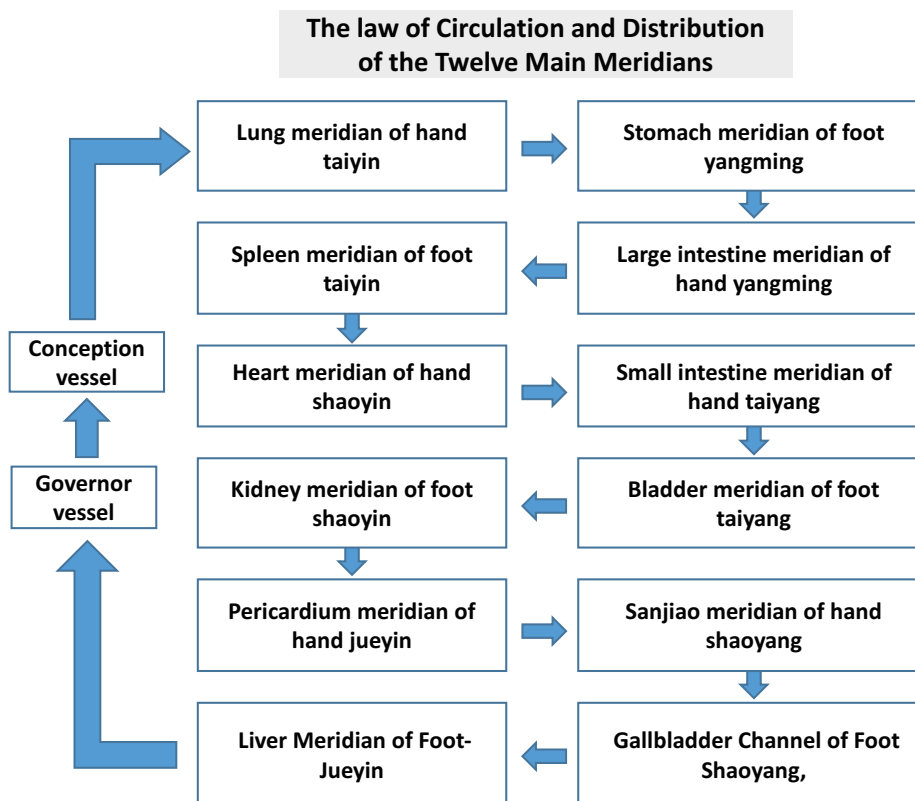 The law of Circulation and Distribution
of the Twelve Main Meridians
Lung meridian of hand
taiyin
Stomach meridian of foot
yangming
Spleen meridian of foot
taiyin
Large intestine meridian of
hand yangming
Conception
vessel
Heart meridian of hand
shaoyin
Small intestine meridian of
hand taiyang
Governor
vessel
Kidney meridian of foot
shaoyin
Bladder meridian of foot
taiyang
Pericardium meridian of
hand jueyin
Sanjiao meridian of hand
shaoyang
Liver Meridian of Foot-
Jueyin
Gallbladder Channel of Foot
Shaoyang,